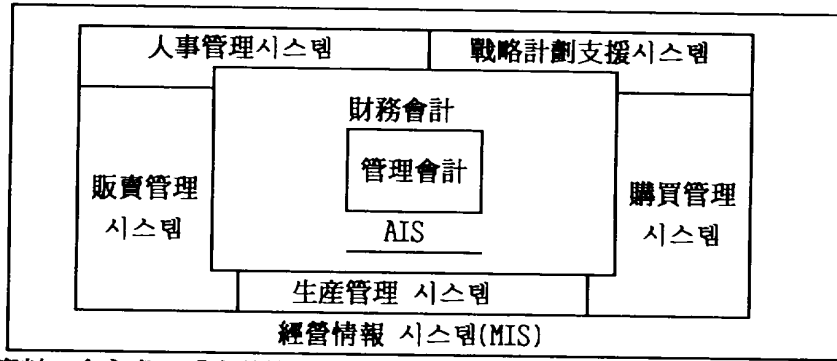 人事管理시스템
戰略計劃支援시스템
財務會計
管理會計
販賣管理
시스템
購買管理
시스템
AIS
生産管理 시스템
經營情報 시스템(MIS)